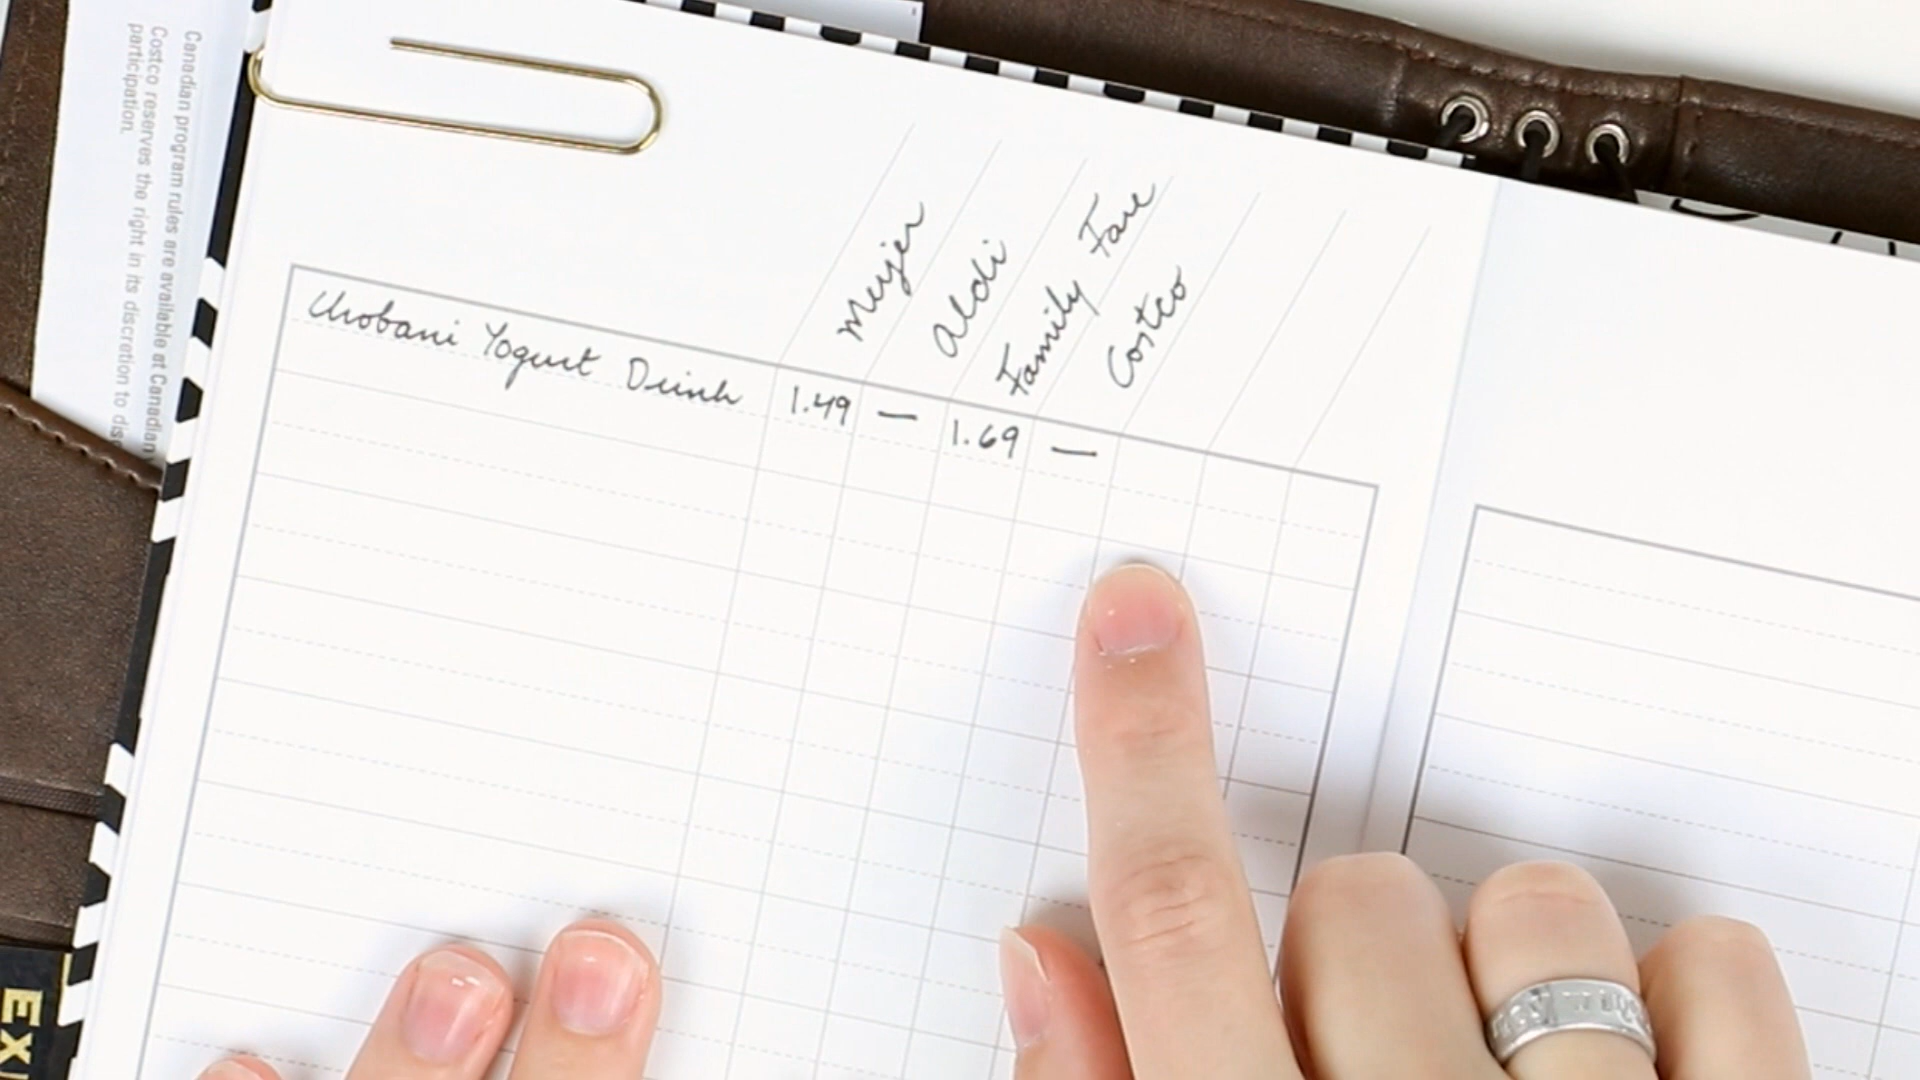 Canadian program rules are available at Canadian
Costco reserves the right in its discretion to dis
participation.
Meijer
Aldi
Family Fare
Costco
Chobani Yogurt Drink 1.49 — 1.69 —
EX